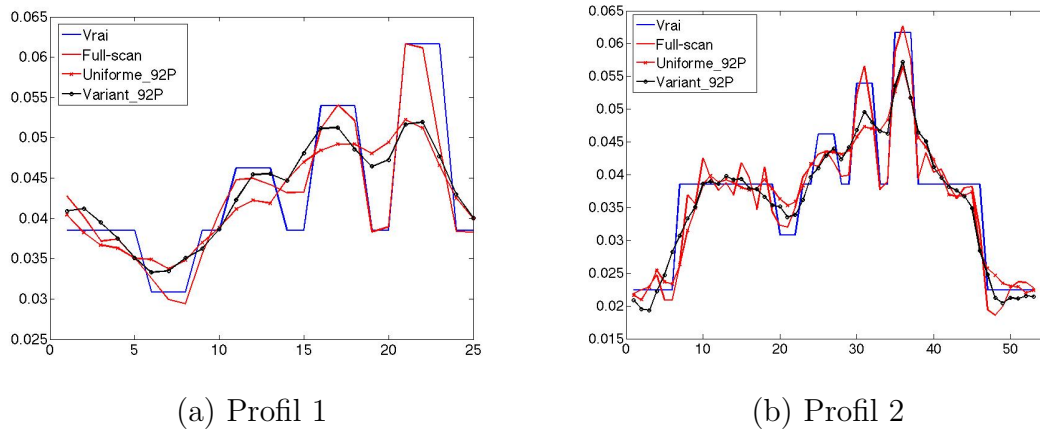 0.065
0.06
0.055
0.05
0.045
0.04
0.035
0.03
0.025
0 5 10 15 20 25
Vrai
Full-scan
Uniforme_92P
Variant_92P
(a) Profil 1
0.065
0.06
0.055
0.05
0.045
0.04
0.035
0.03
0.025
0.02
0.015
0 10 20 30 40 50
Vrai
Full-scan
Uniforme_92P
Variant_92P
(b) Profil 2